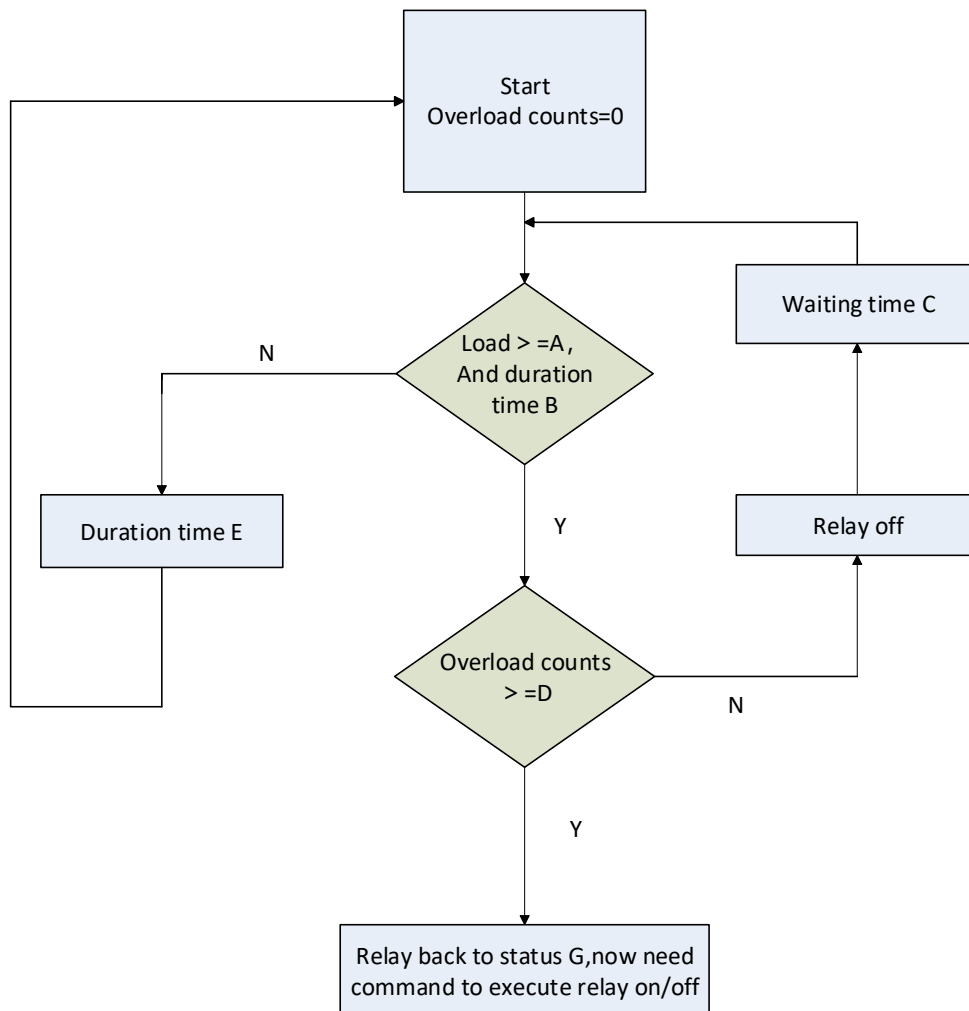 Start
Overload counts=0
Waiting time C
Load > =A ,
And duration
time B
N
Duration time E
Relay off
Y
Overload counts
> =D
N
Y
Relay back to status G,now need
command to execute relay on/off